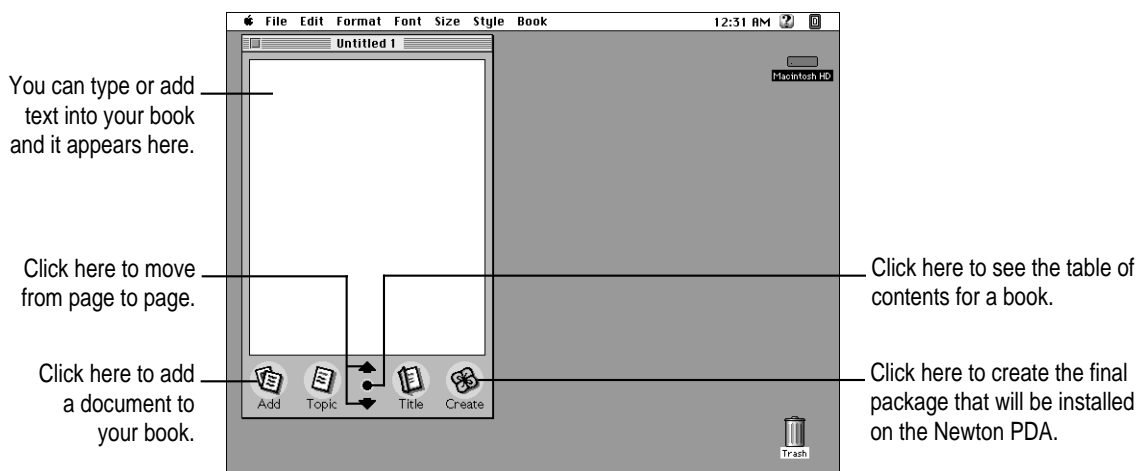 File Edit Format Font Size Style Book 12:31 AM
Untitled 1
Macintosh HD
You can type or add
text into your book
and it appears here.
Click here to move
from page to page.
Click here to see the table of
contents for a book.
Click here to add
a document to
your book.
Add Topic Title Create
Click here to create the final
package that will be installed
on the Newton PDA.
Trash